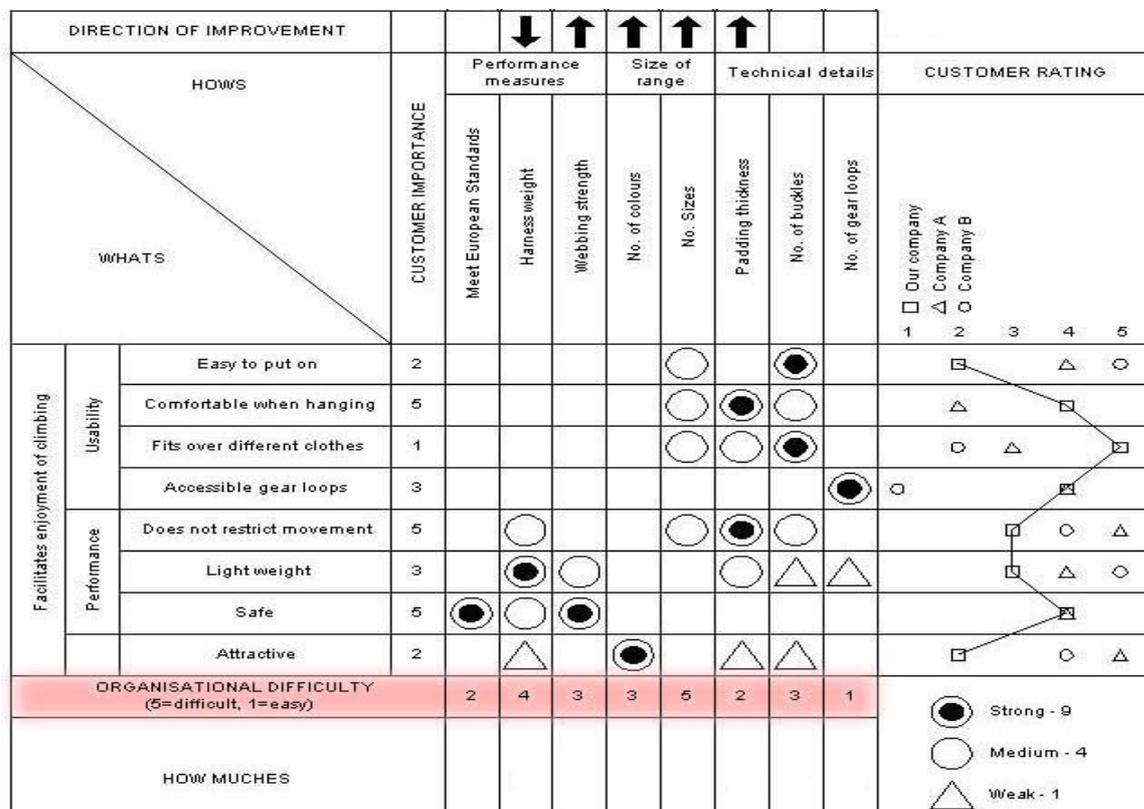 DIRECTION OF IMPROVEMENT
HOWS
WHATS
CUSTOMER IMPORTANCE
Performance
measures
Size of
range
Technical details
CUSTOMER RATING
Meet European Standards
Harness weight
Webbing strength
No. of colours
No. Sizes
Padding thickness
No. of buckles
No. of gear loops
Our company
Company A
Company B
1 2 3 4 5
Facilitates enjoyment of climbing
Usability
Easy to put on 2
Comfortable when hanging 5
Fits over different clothes 1
Accessible gear loops 3
Performance
Does not restrict movement 5
Light weight 3
Safe 5
Attractive 2
ORGANISATIONAL DIFFICULTY
(5=difficult, 1=easy)
2 4 3 3 5 2 3 1
HOW MUCHES
Strong - 9
Medium - 4
Weak - 1